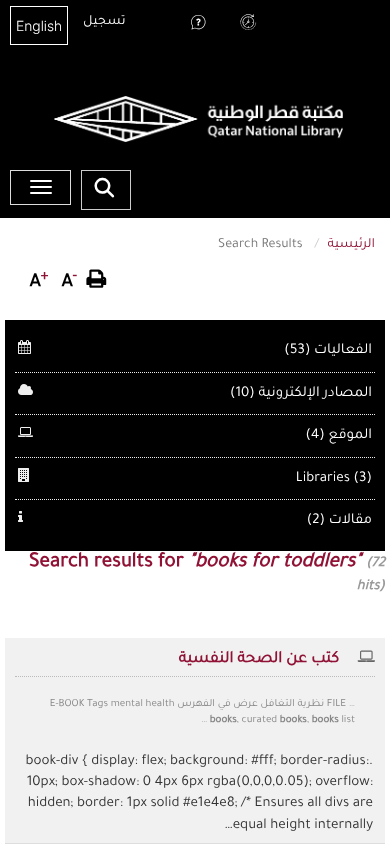 English
تسجيل
مكتبة قطر الوطنية
Qatar National Library
الرئيسية / Search Results
A+ A-
الفعاليات (53)
المصادر الإلكترونية (10)
الموقع (4)
Libraries (3)
مقالات (2)
Search results for "books for toddlers" (72
hits)
كتب عن الصحة النفسية
... FILE نظرية التغافل عرض في الفهرس E-BOOK Tags mental health
books, curated books, books list ...
.book-div { display: flex; background: #fff; border-radius:
10px; box-shadow: 0 4px 6px rgba(0,0,0,0.05); overflow:
hidden; border: 1px solid #e1e4e8; /* Ensures all divs are
equal height internally...